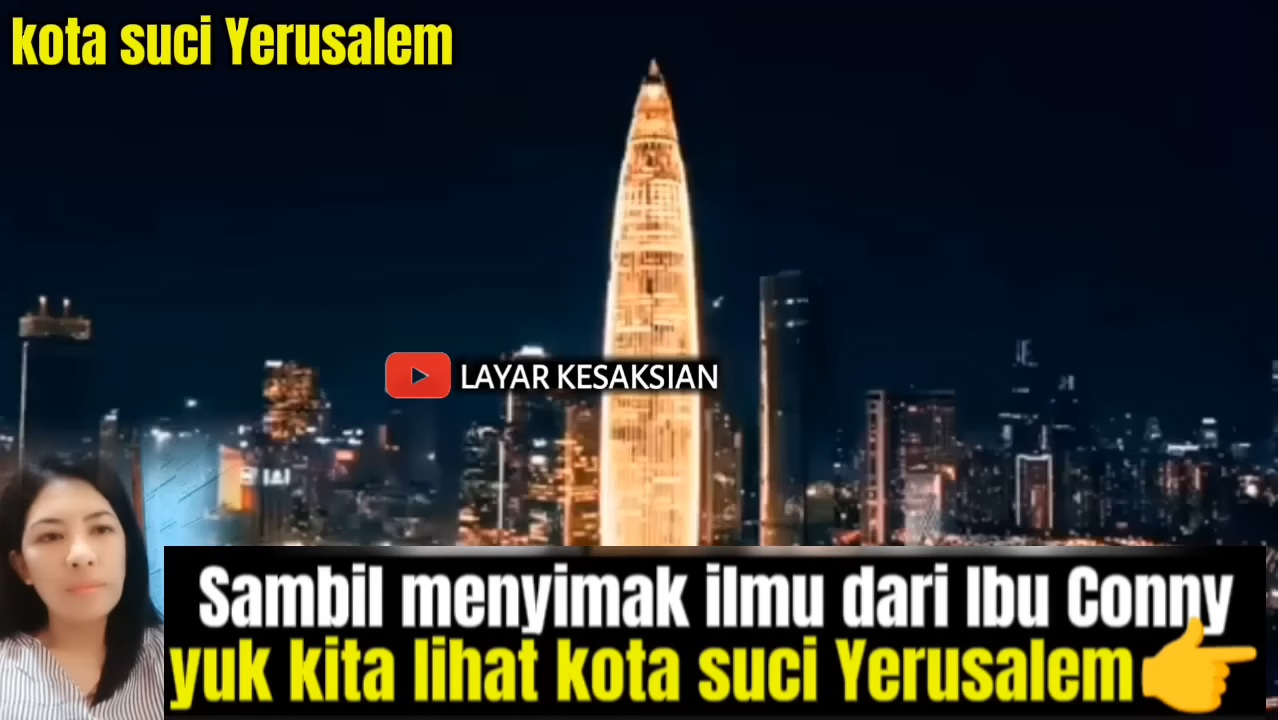 kota suci Yerusalem
LAYAR KESAKSIAN
Sambil menyimak ilmu dari Ibu Conny
yuk kita lihat kota suci Yerusalem